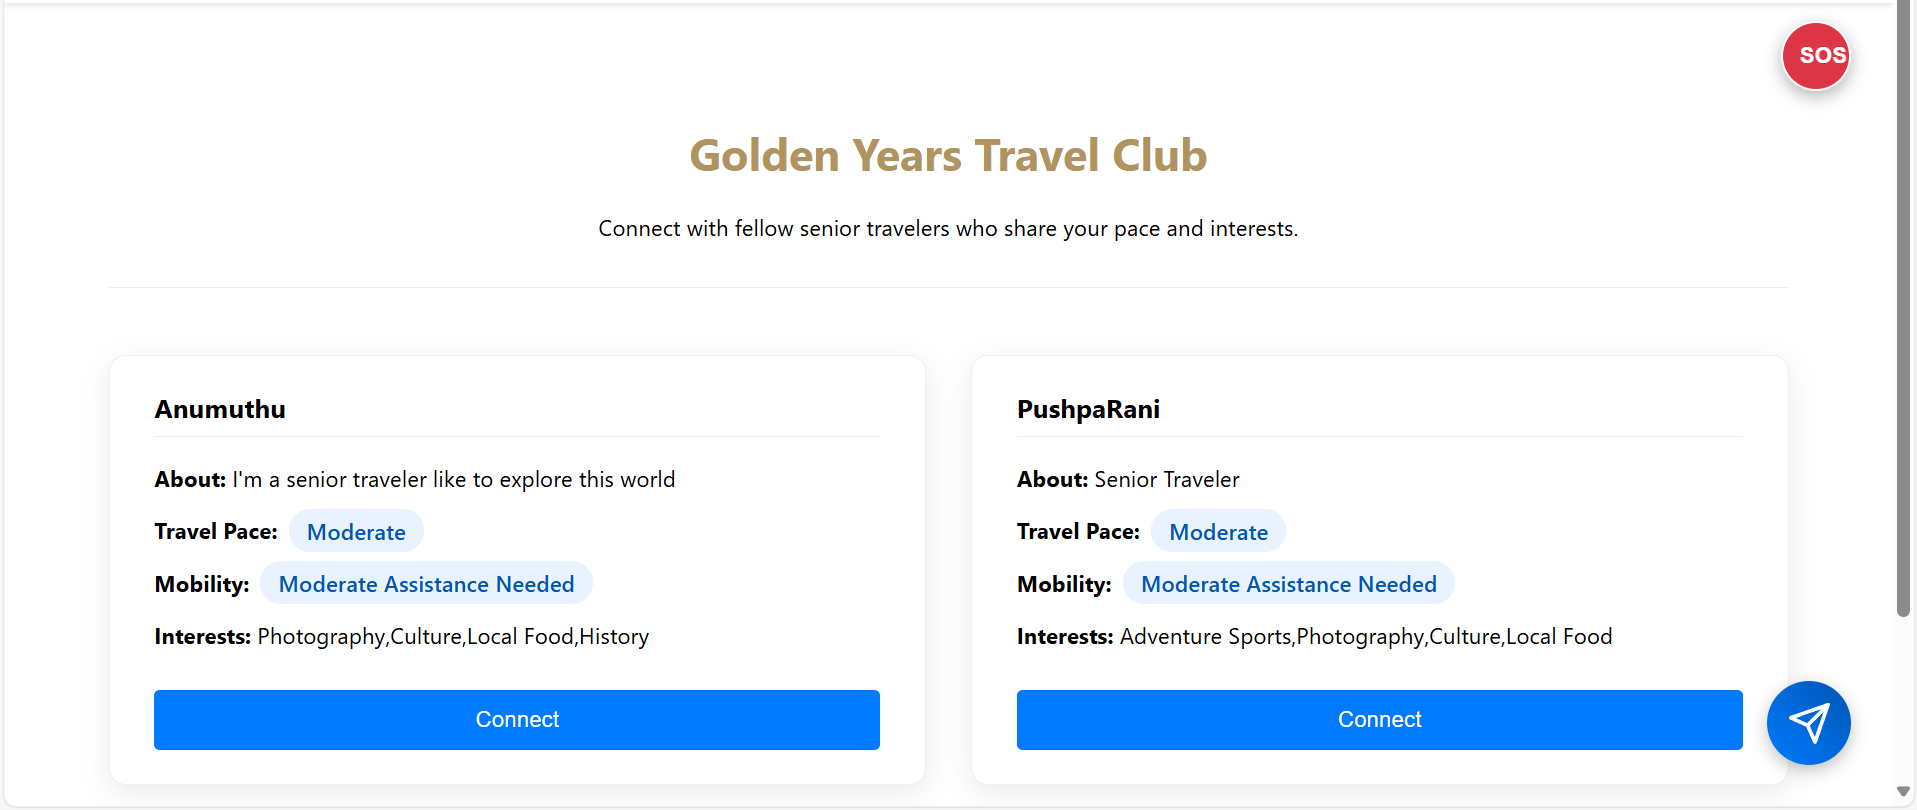 SOS
Golden Years Travel Club
Connect with fellow senior travelers who share your pace and interests.
Anumuthu
About: I'm a senior traveler like to explore this world
Travel Pace: Moderate
Mobility: Moderate Assistance Needed
Interests: Photography,Culture,Local Food,History
Connect
PushpaRani
About: Senior Traveler
Travel Pace: Moderate
Mobility: Moderate Assistance Needed
Interests: Adventure Sports,Photography,Culture,Local Food
Connect